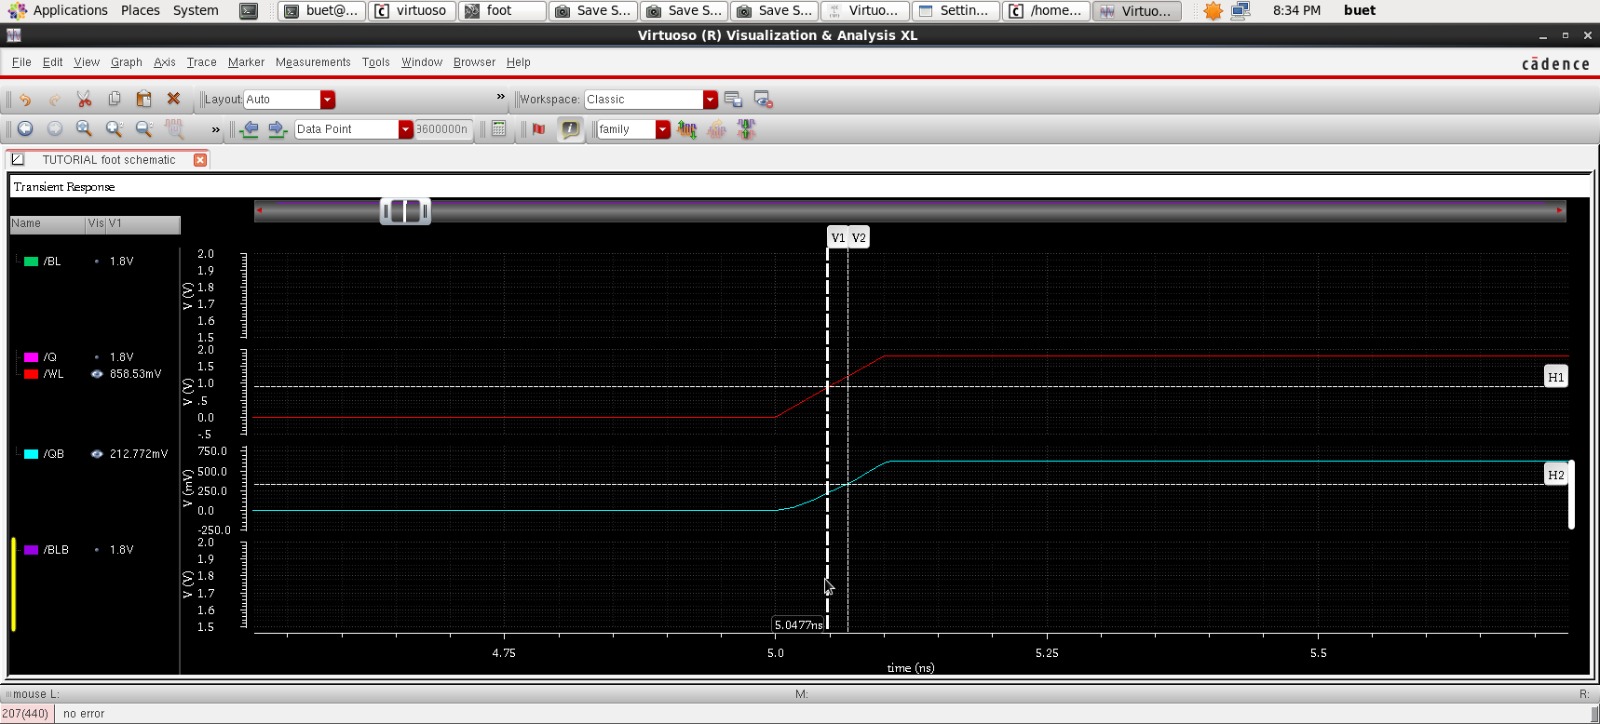 Applications Places System buet@... virtuoso foot Save S... Save S... Save S... Virtuo... Settin... /home... Virtuo... 8:34 PM buet
Virtuoso (R) Visualization & Analysis XL
File Edit View Graph Axis Trace Marker Measurements Tools Window Browser Help
cādence
Layout: Auto » Workspace: Classic
» Data Point 3600000n family
TUTORIAL foot schematic
Transient Response
Name Vis V1
V1 V2
/BL 1.8V
2.0
1.9
1.8
1.7
1.6
1.5
V (V)
/Q 1.8V
/WL 858.53mV
2.0
1.5
1.0
.5
0.0
-.5
V (V)
H1
/QB 212.772mV
750.0
500.0
250.0
0.0
-250.0
V (mV)
H2
/BLB 1.8V
2.0
1.9
1.8
1.7
1.6
1.5
V (V)
5.0477ns
4.75 5.0 5.25 5.5
time (ns)
mouse L: M: R:
207(440) no error